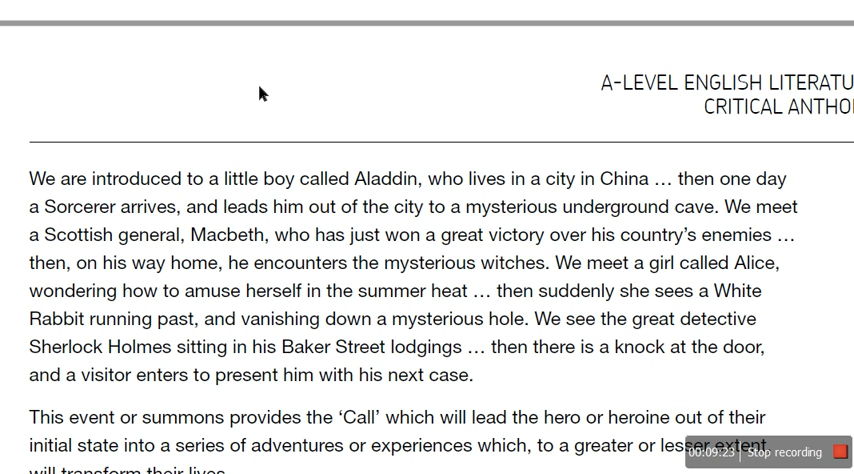 A-LEVEL ENGLISH LITERATU
CRITICAL ANTHO
We are introduced to a little boy called Aladdin, who lives in a city in China … then one day
a Sorcerer arrives, and leads him out of the city to a mysterious underground cave. We meet
a Scottish general, Macbeth, who has just won a great victory over his country’s enemies …
then, on his way home, he encounters the mysterious witches. We meet a girl called Alice,
wondering how to amuse herself in the summer heat … then suddenly she sees a White
Rabbit running past, and vanishing down a mysterious hole. We see the great detective
Sherlock Holmes sitting in his Baker Street lodgings … then there is a knock at the door,
and a visitor enters to present him with his next case.
This event or summons provides the ‘Call’ which will lead the hero or heroine out of their
initial state into a series of adventures or experiences which, to a greater or lesser extent,
will transform their lives.
00:09:23 | Stop recording